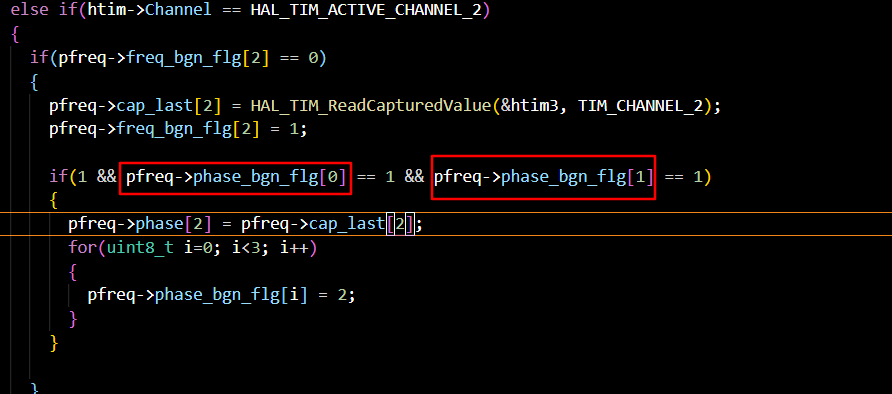 else if(htim->Channel == HAL_TIM_ACTIVE_CHANNEL_2)
{
if(pfreq->freq_bgn_flg[2] == 0)
{
pfreq->cap_last[2] = HAL_TIM_ReadCapturedValue(&htim3, TIM_CHANNEL_2);
pfreq->freq_bgn_flg[2] = 1;
if(1 && pfreq->phase_bgn_flg[0] == 1 && pfreq->phase_bgn_flg[1] == 1)
{
pfreq->phase[2] = pfreq->cap_last[2];
for(uint8_t i=0; i<3; i++)
{
pfreq->phase_bgn_flg[i] = 2;
}
}
}